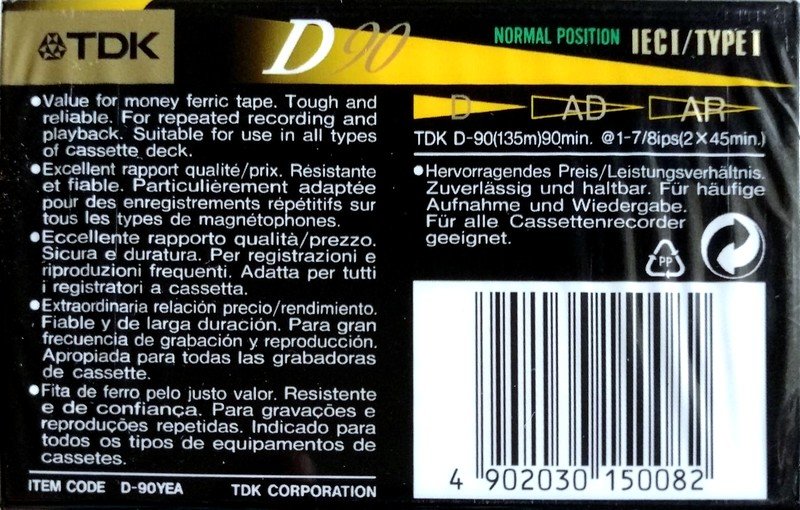 TDK
D 90
NORMAL POSITION IECI/TYPE I
●Value for money ferric tape. Tough and
reliable. For repeated recording and
playback. Suitable for use in all types
of cassette deck.
●Excellent rapport qualité/prix. Résistante
et fiable. Particulièrement adaptée
pour des enregistrements répétitifs sur
tous les types de magnétophones.
●Eccellente rapporto qualità/prezzo.
Sicura e duratura. Per registrazioni e
riproduzioni frequenti. Adatta per tutti
i registratori a cassetta.
●Extraordinaria relación precio/rendimiento.
Fiable y de larga duración. Para gran
frecuencia de grabación y reproducción.
Apropiada para todas las grabadoras
de cassette.
●Fita de ferro pelo justo valor. Resistente
e de confiança. Para gravações e
reproduções repetidas. Indicado para
todos os tipos de equipamentos de
cassetes.
ITEM CODE D-90YEA TDK CORPORATION
D AD AR
TDK D-90(135m)90min. @1-7/8ips(2×45min.)
●Hervorragendes Preis/Leistungsverhältnis.
Zuverlässig und haltbar. Für häufige
Aufnahme und Wiedergabe.
Für alle Cassettenrecorder
geeignet.
PP
4 902030 150082